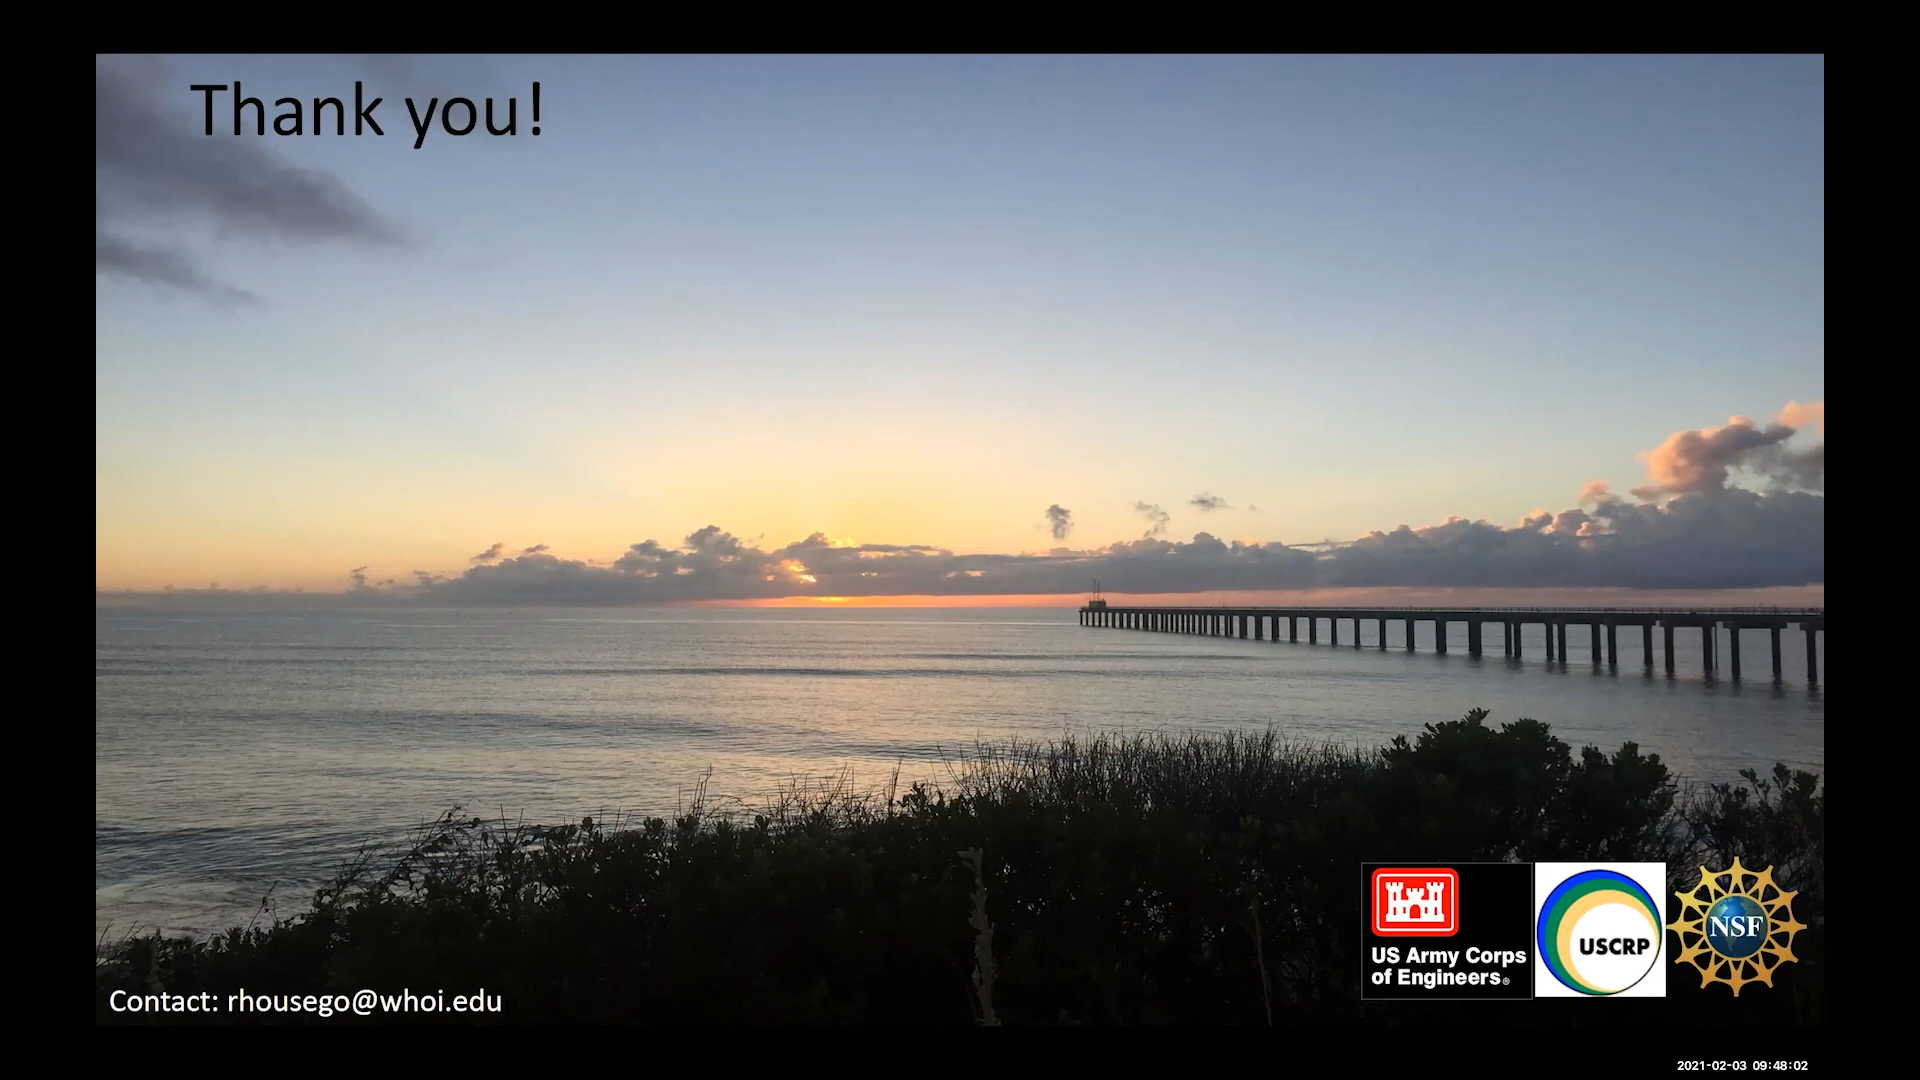 Thank you!
US Army Corps
of Engineers®
USCRP
NSF
Contact: rhousego@whoi.edu
2021-02-03 09:48:02